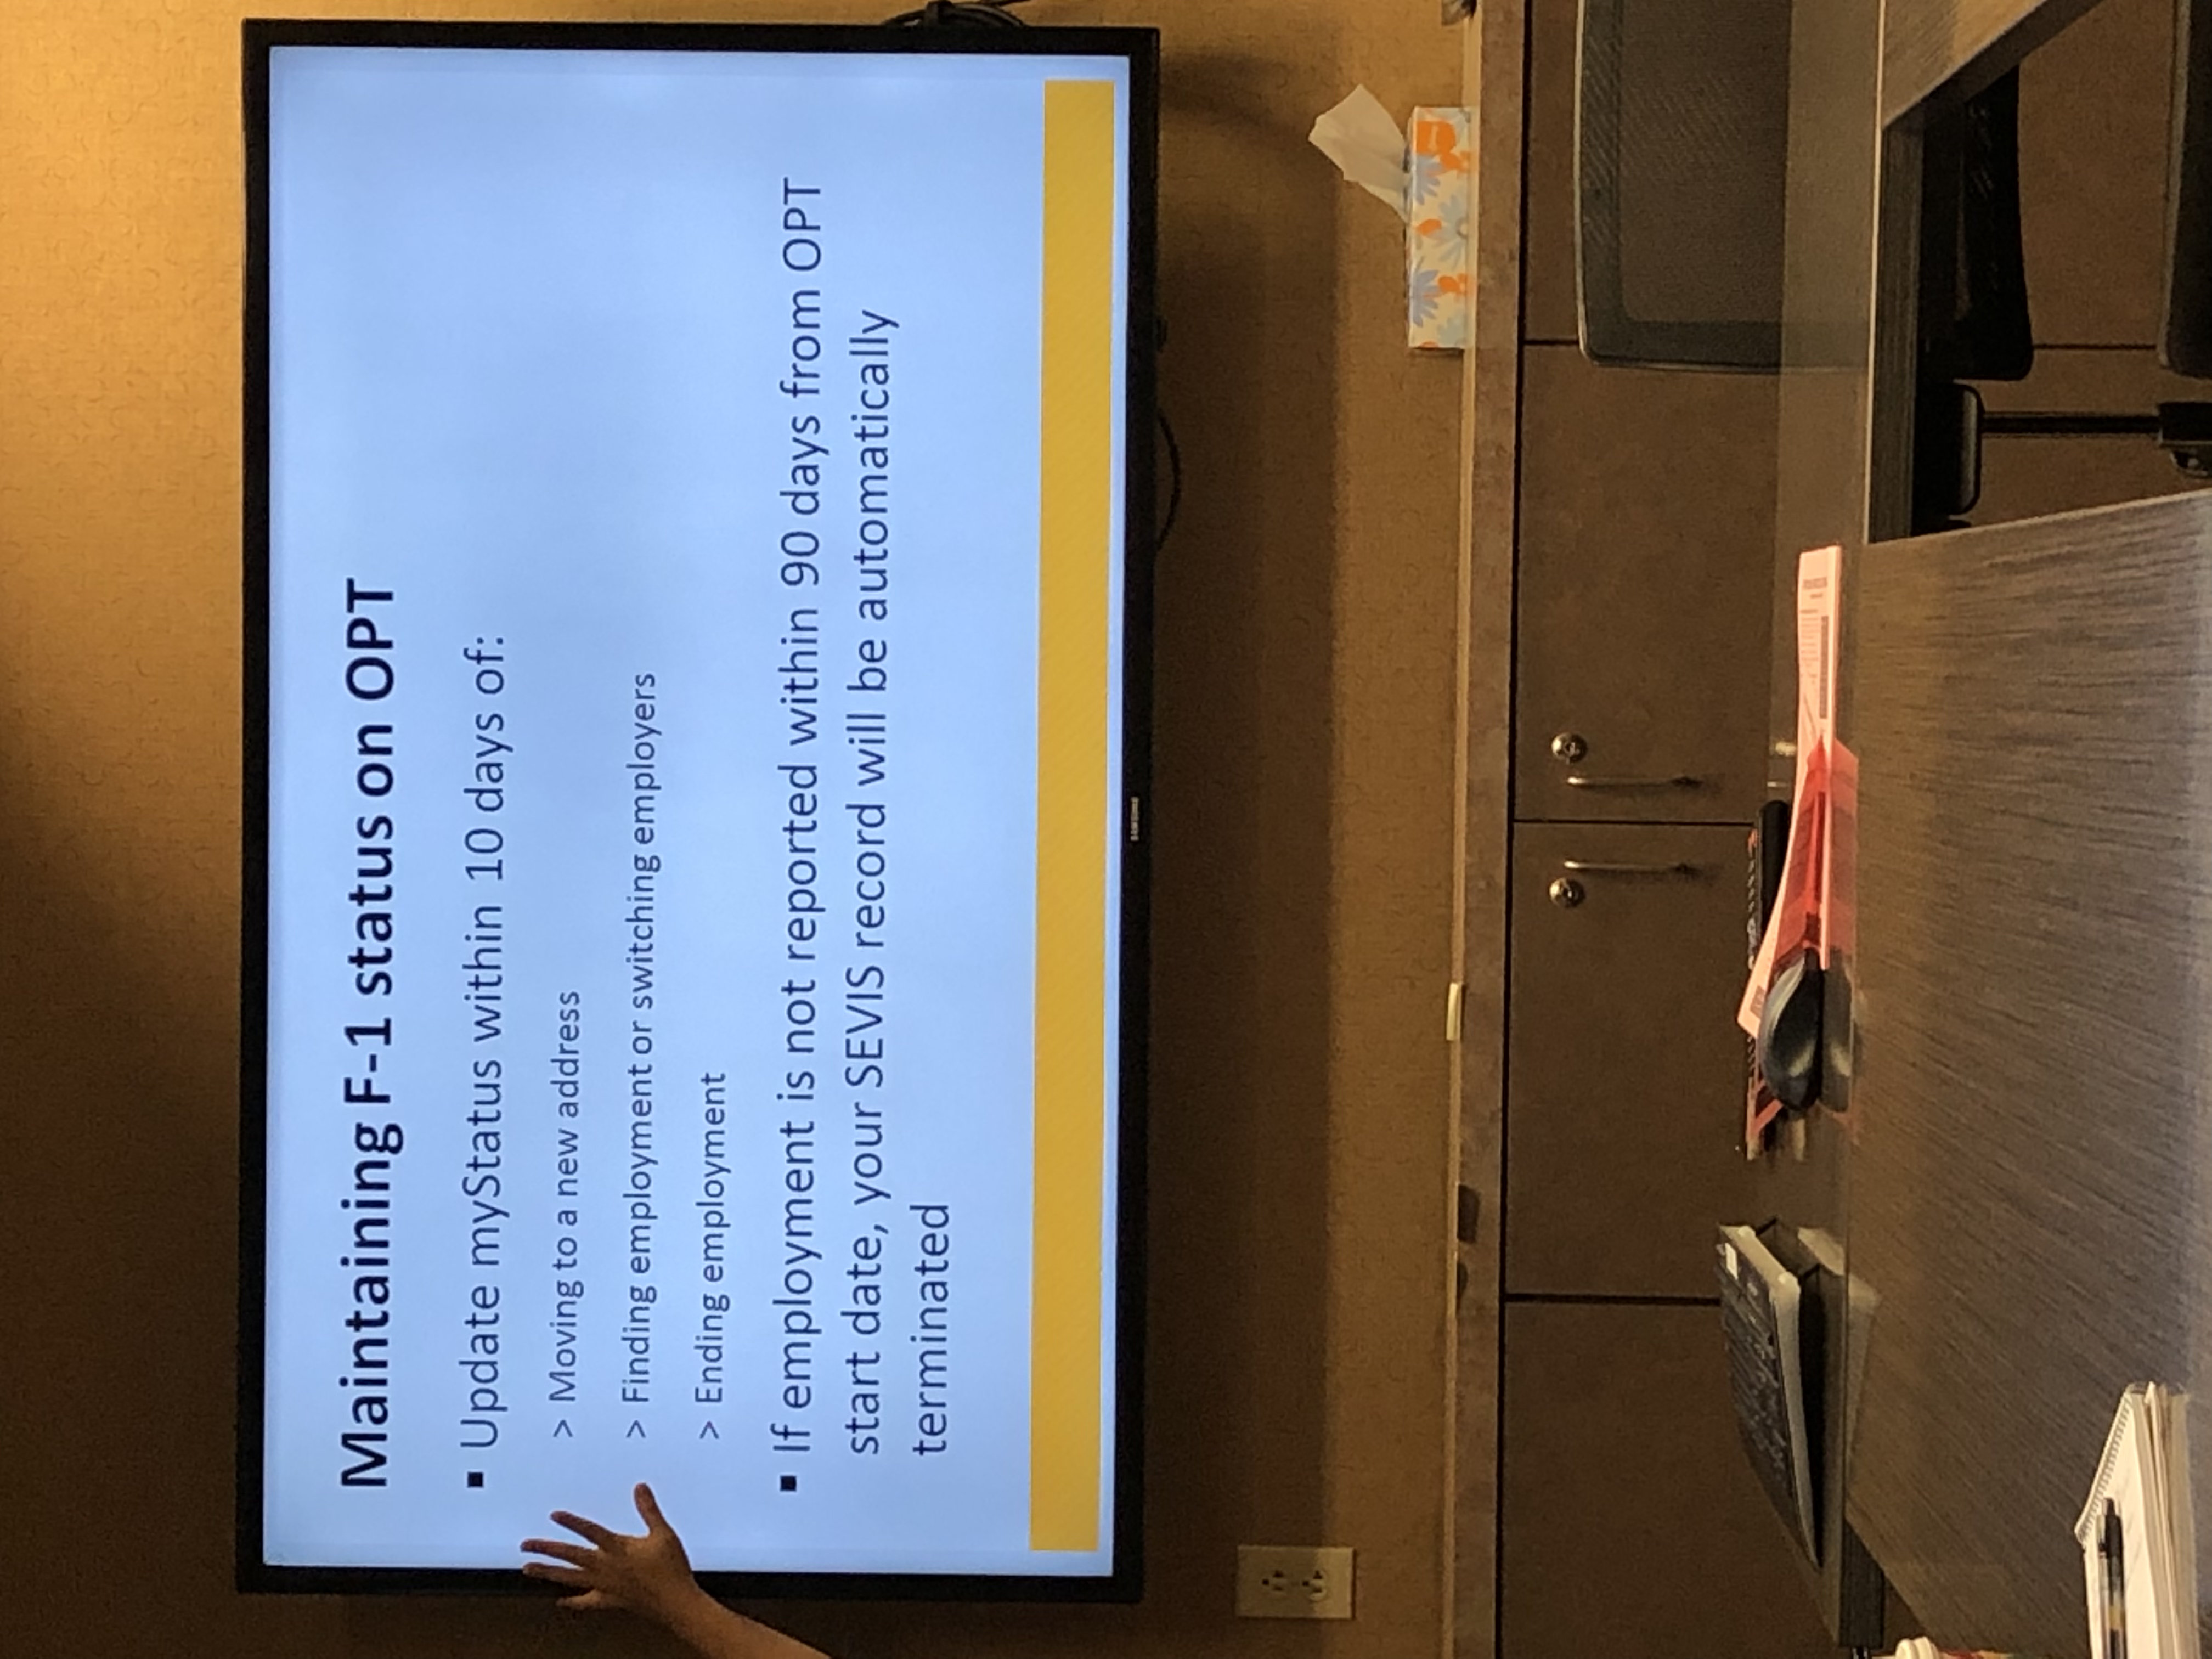 Maintaining F-1 status on OPT
▪ Update myStatus within 10 days of:
> Moving to a new address
> Finding employment or switching employers
> Ending employment
▪ If employment is not reported within 90 days from OPT
start date, your SEVIS record will be automatically
terminated
SAMSUNG